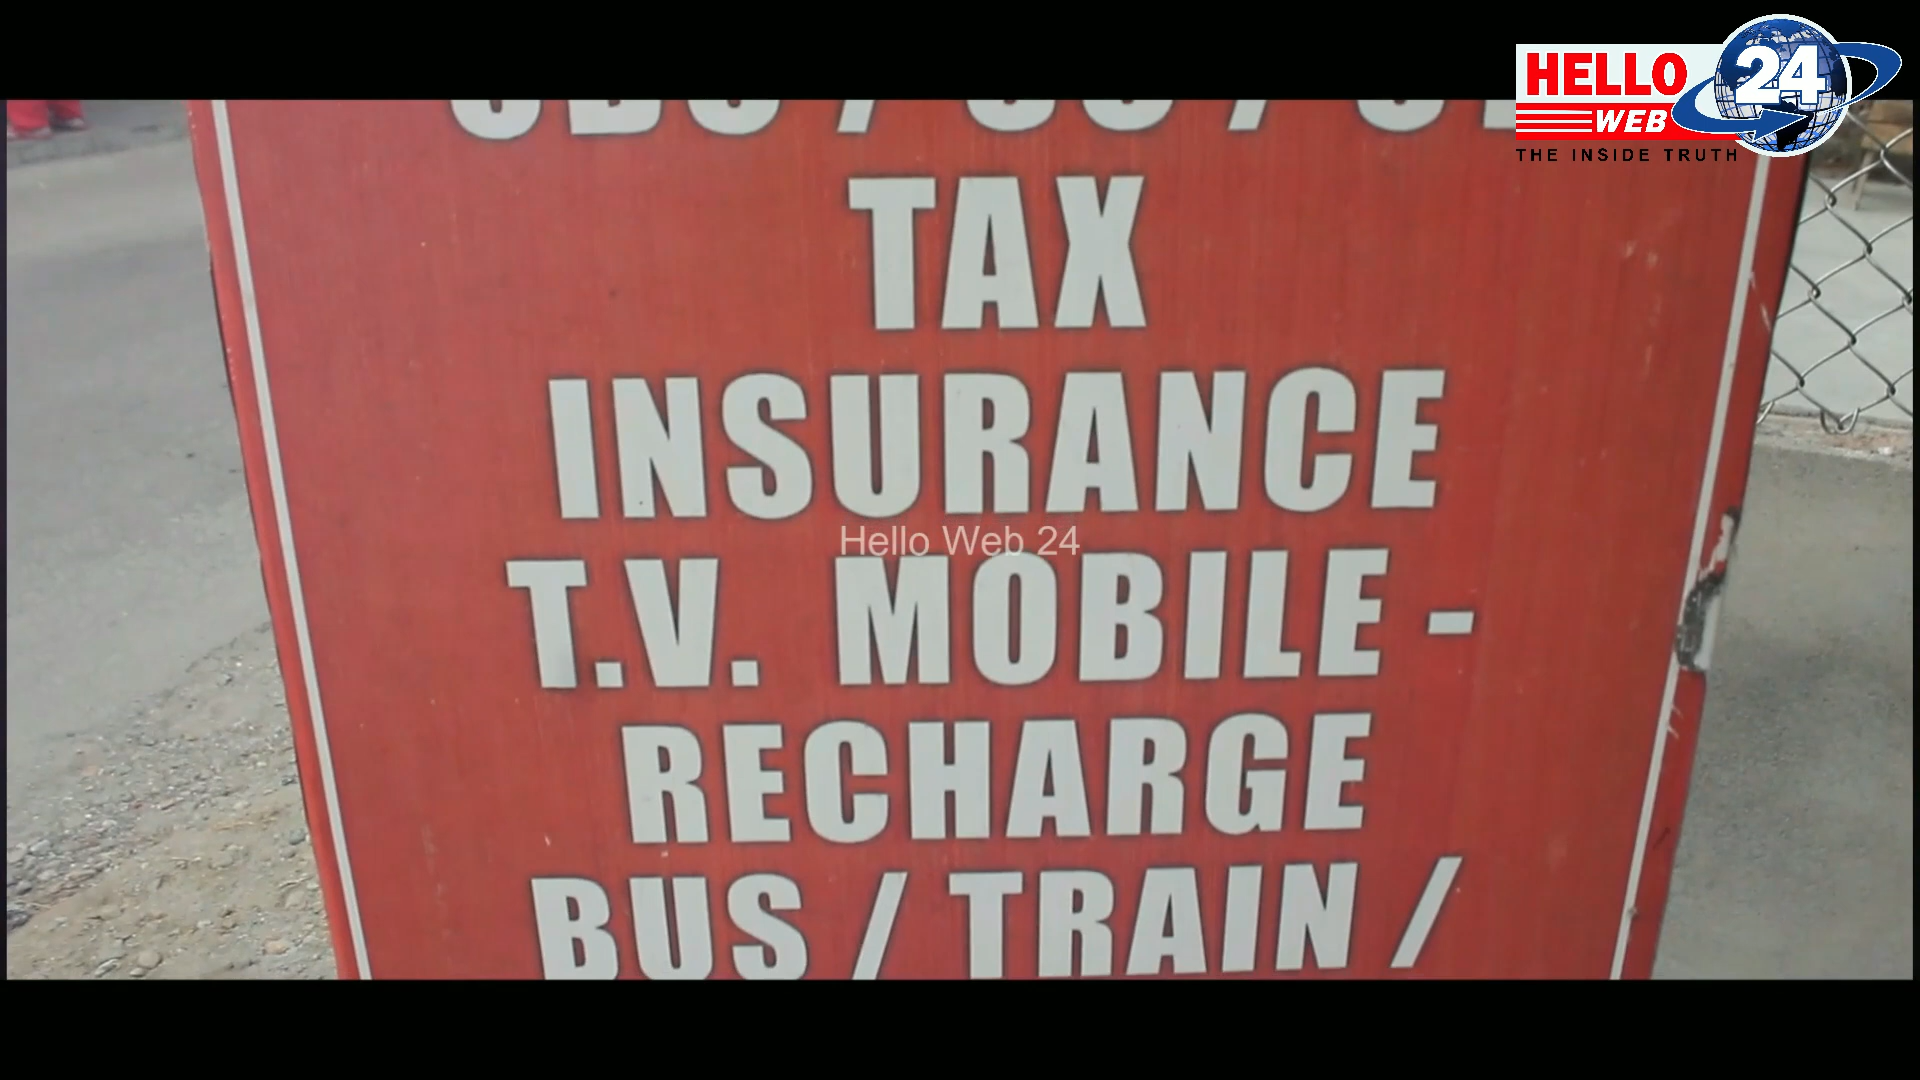 HELLO
WEB
24
THE INSIDE TRUTH
TAX
INSURANCE
Hello Web 24
T.V. MOBILE -
RECHARGE
BUS / TRAIN /